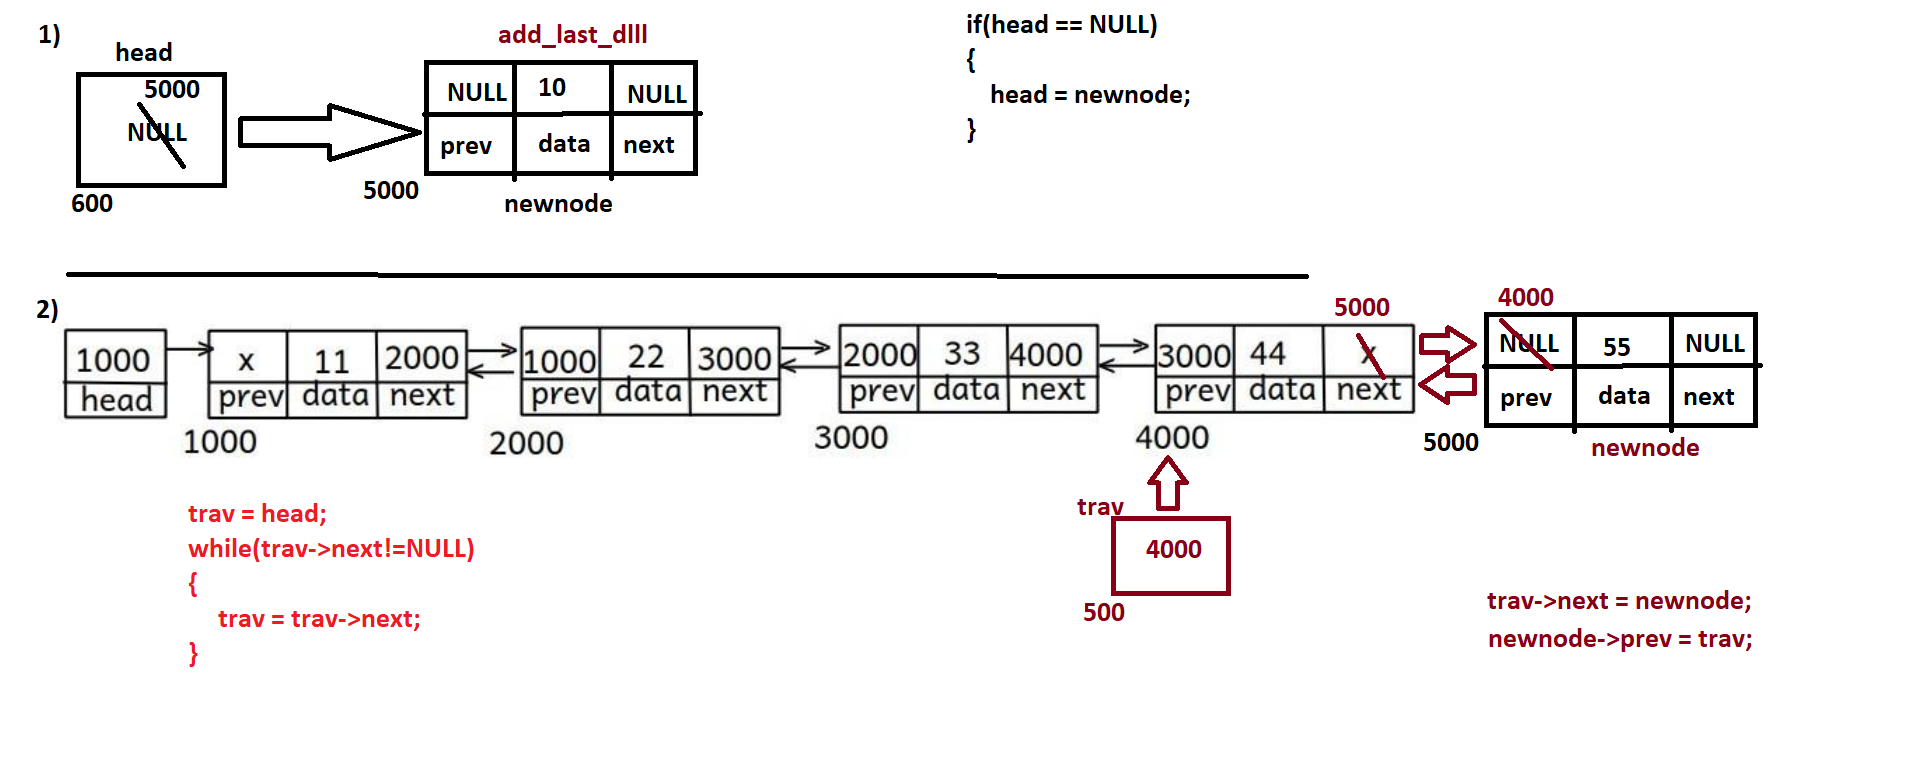 1)
head
5000
NULL
600
add_last_dlll
NULL 10 NULL
prev data next
5000
newnode
if(head == NULL)
{
head = newnode;
}
2)
5000
4000
1000
head
x 11 2000
prev data next
1000
1000 22 3000
prev data next
2000
2000 33 4000
prev data next
3000
3000 44 x
prev data next
4000
NULL 55 NULL
prev data next
5000
newnode
trav = head;
while(trav->next!=NULL)
{
trav = trav->next;
}
trav
4000
500
trav->next = newnode;
newnode->prev = trav;